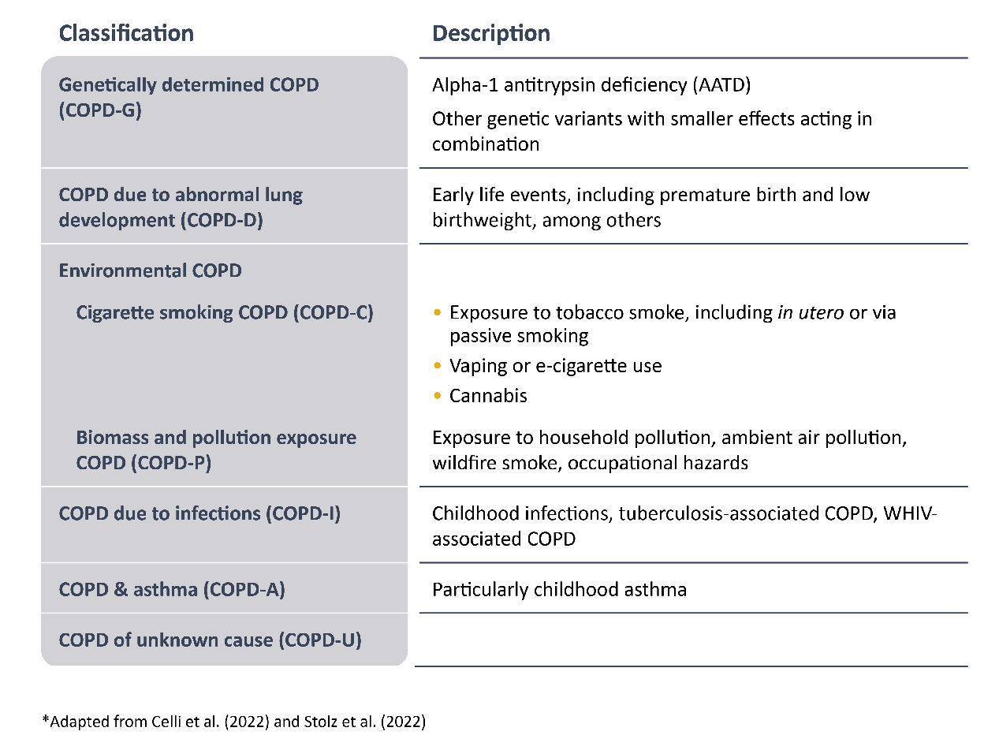 Classification
Description
Genetically determined COPD
(COPD-G)
Alpha-1 antitrypsin deficiency (AATD)
Other genetic variants with smaller effects acting in
combination
COPD due to abnormal lung
development (COPD-D)
Early life events, including premature birth and low
birthweight, among others
Environmental COPD
Cigarette smoking COPD (COPD-C)
• Exposure to tobacco smoke, including in utero or via
passive smoking
• Vaping or e-cigarette use
• Cannabis
Biomass and pollution exposure
COPD (COPD-P)
Exposure to household pollution, ambient air pollution,
wildfire smoke, occupational hazards
COPD due to infections (COPD-I)
Childhood infections, tuberculosis-associated COPD, WHIV-
associated COPD
COPD & asthma (COPD-A)
Particularly childhood asthma
COPD of unknown cause (COPD-U)
*Adapted from Celli et al. (2022) and Stolz et al. (2022)